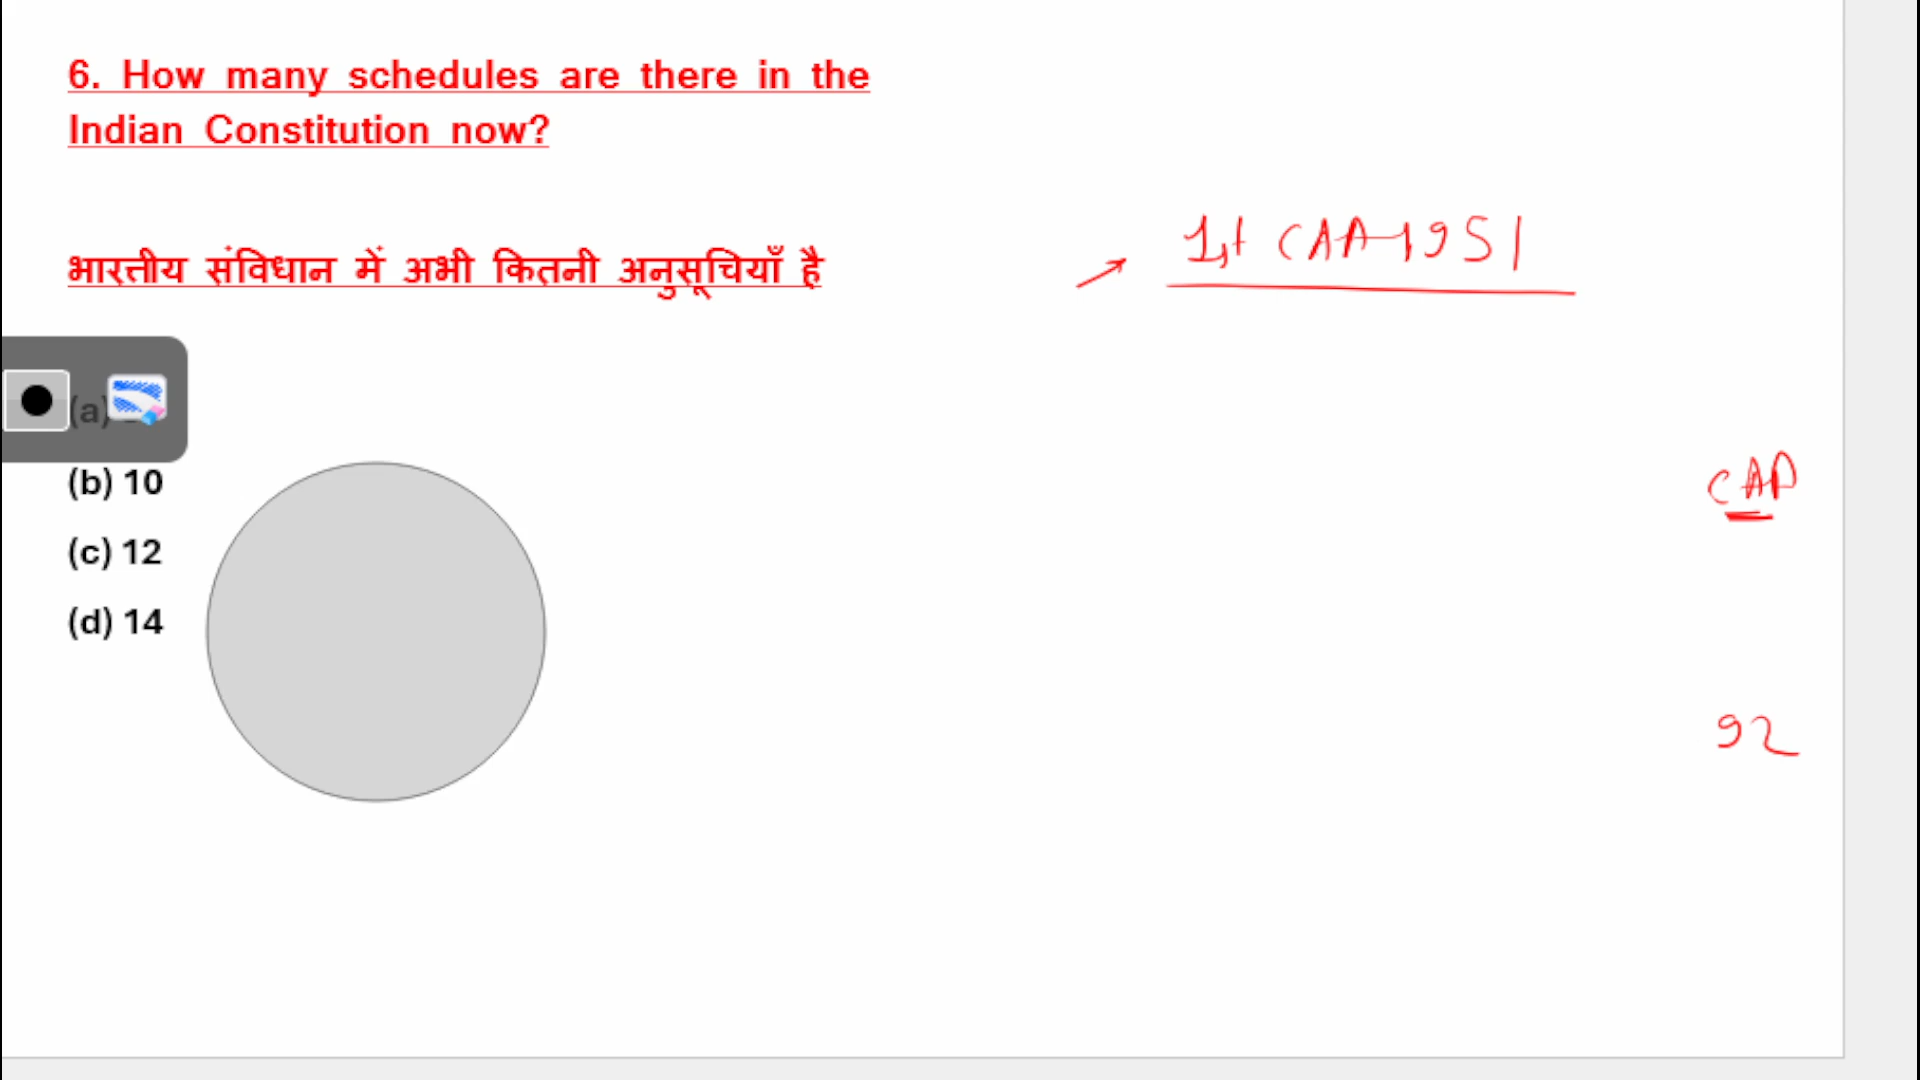 6. How many schedules are there in the
Indian Constitution now?
भारतीय संविधान में अभी कितनी अनुसूचियाँ है
1st CAA-1951
(a)
(b) 10
CAA
(c) 12
(d) 14
92